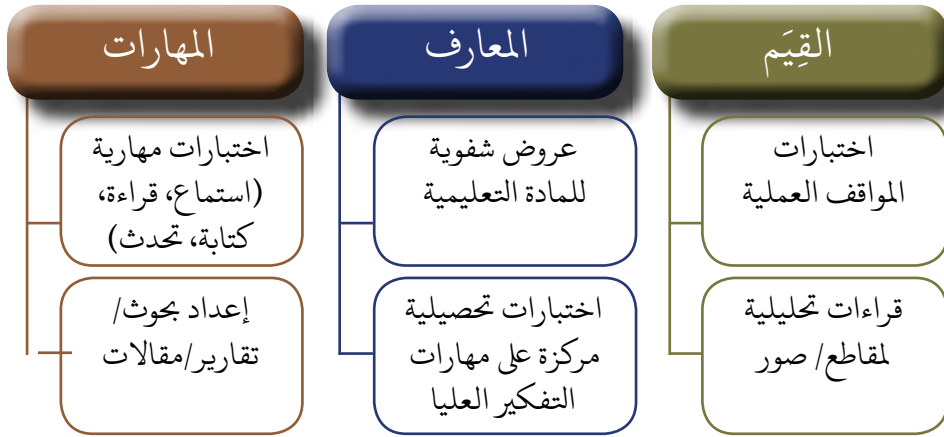 القِيَم
اختبارات
المواقف العملية
قراءات تحليلية
لمقاطع/ صور
المعارف
عروض شفوية
للمادة التعليمية
اختبارات تحصيلية
مركزة على مهارات
التفكير العليا
المهارات
اختبارات مهارية
(استماع، قراءة،
كتابة، تحدث)
إعداد بحوث/
تقارير/مقالات